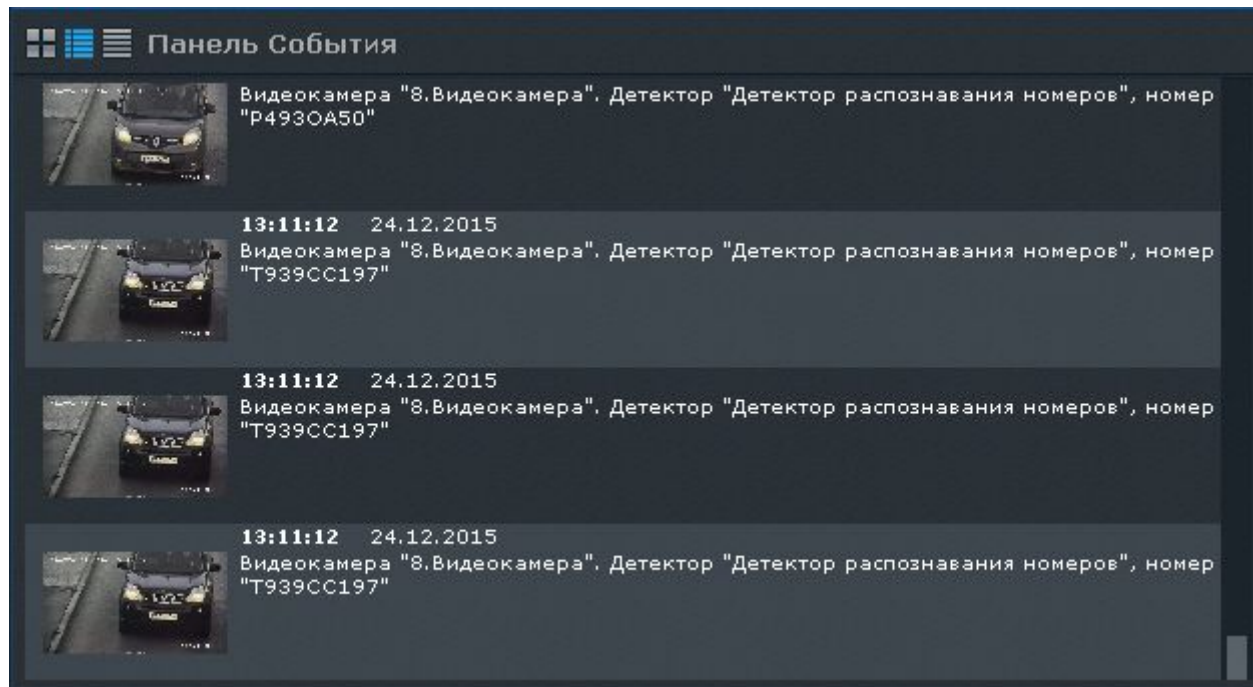 Панель События
Видеокамера "8.Видеокамера". Детектор "Детектор распознавания номеров", номер
"Р493ОА50"
13:11:12 24.12.2015
Видеокамера "8.Видеокамера". Детектор "Детектор распознавания номеров", номер
"Т939СС197"
13:11:12 24.12.2015
Видеокамера "8.Видеокамера". Детектор "Детектор распознавания номеров", номер
"Т939СС197"
13:11:12 24.12.2015
Видеокамера "8.Видеокамера". Детектор "Детектор распознавания номеров", номер
"Т939СС197"